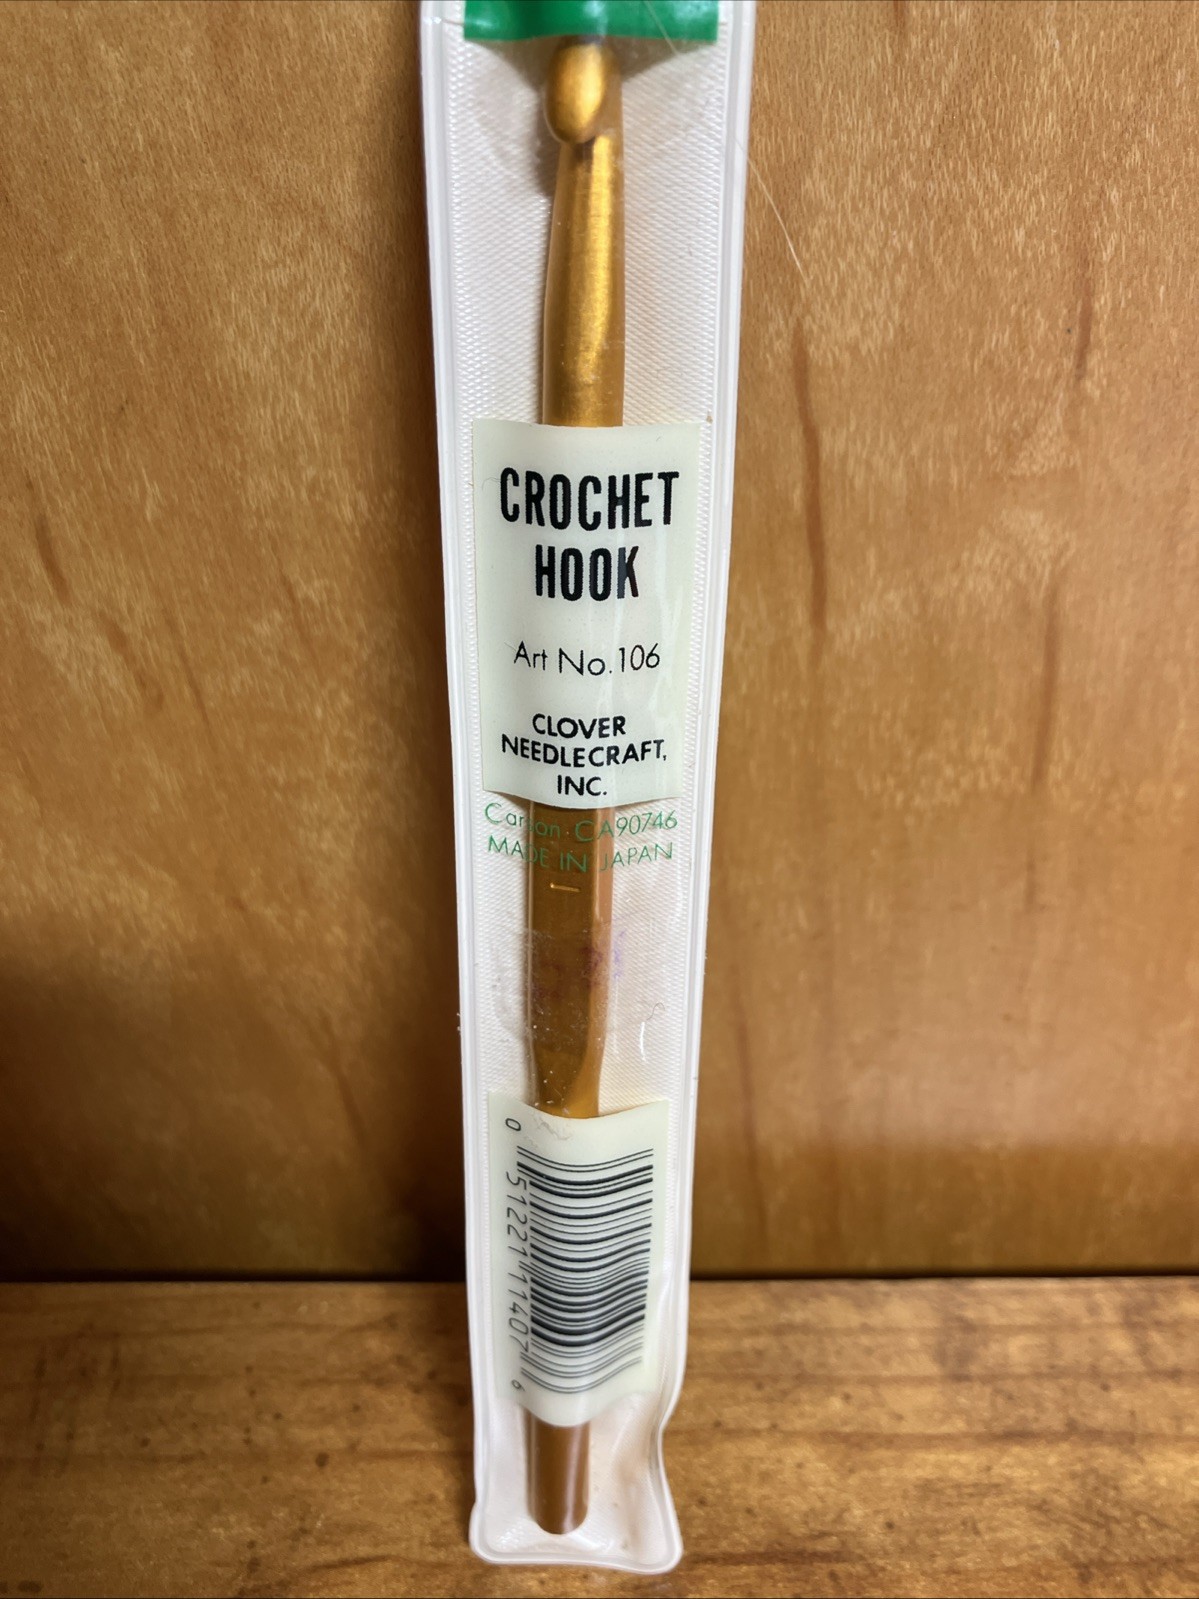 CROCHET
HOOK
Art No.106
CLOVER
NEEDLECRAFT,
INC.
Carson CA90746
MADE IN JAPAN
0 51221 11407 6